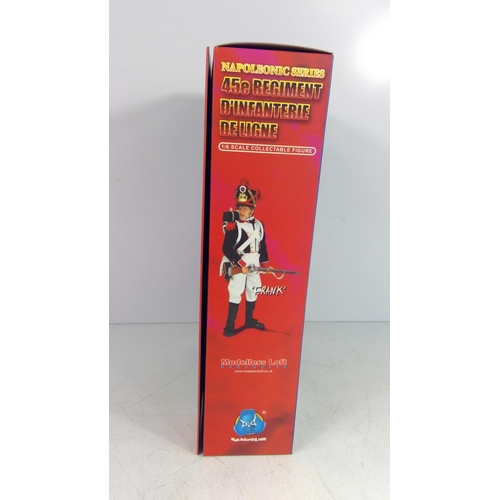 NAPOLEONIC SERIES
45e REGIMENT
D'INFANTERIE
DE LIGNE
1/6 SCALE COLLECTABLE FIGURE
"FRANK"
Modellers Loft